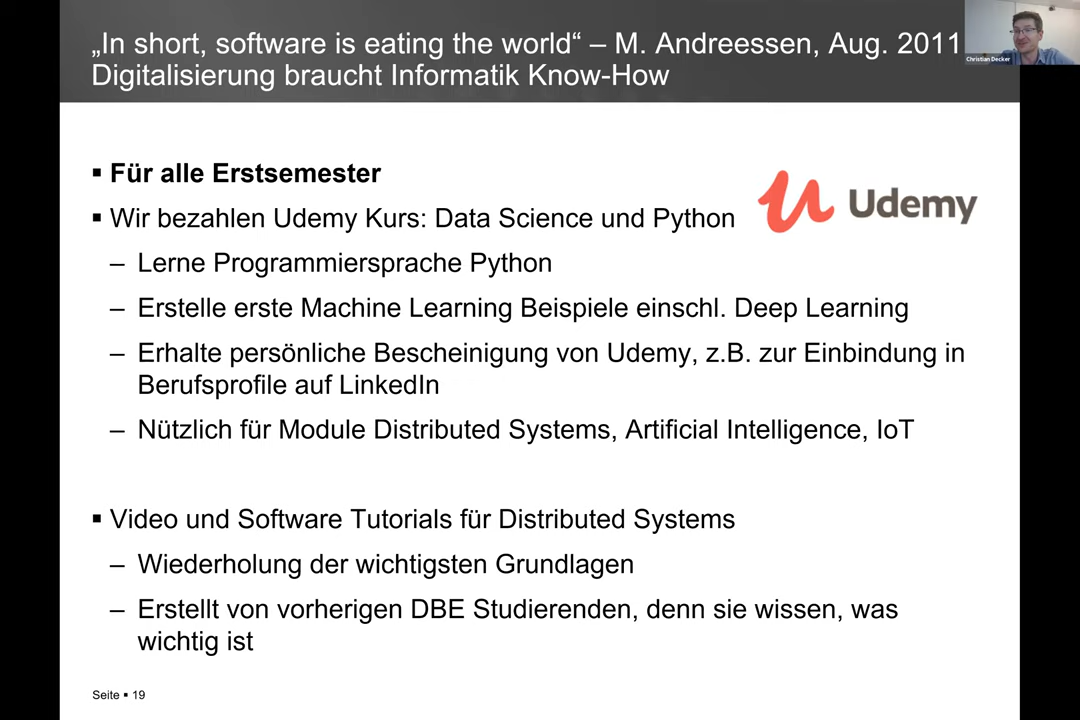 „In short, software is eating the world“ – M. Andreessen, Aug. 2011
Digitalisierung braucht Informatik Know-How
Christian Decker
▪ Für alle Erstsemester
▪ Wir bezahlen Udemy Kurs: Data Science und Python
Udemy
– Lerne Programmiersprache Python
– Erstelle erste Machine Learning Beispiele einschl. Deep Learning
– Erhalte persönliche Bescheinigung von Udemy, z.B. zur Einbindung in
Berufsprofile auf LinkedIn
– Nützlich für Module Distributed Systems, Artificial Intelligence, IoT
▪ Video und Software Tutorials für Distributed Systems
– Wiederholung der wichtigsten Grundlagen
– Erstellt von vorherigen DBE Studierenden, denn sie wissen, was
wichtig ist
Seite ▪ 19